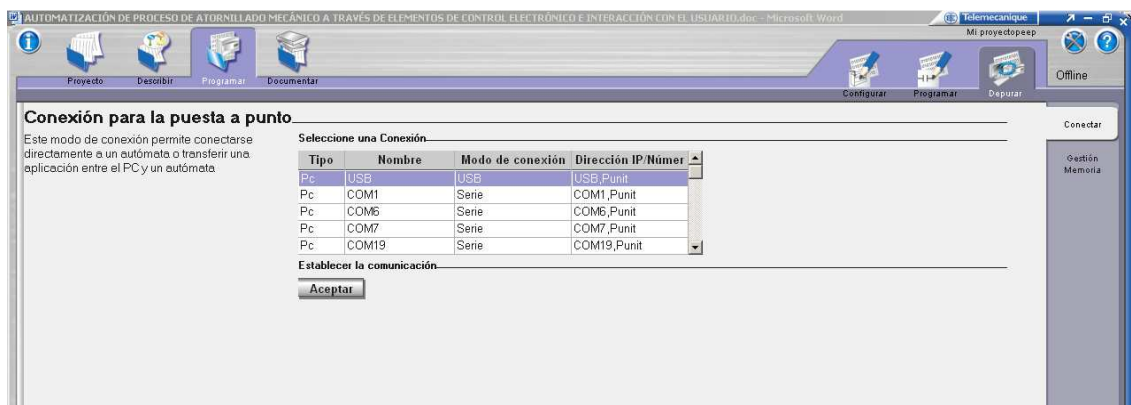 AUTOMATIZACIÓN DE PROCESO DE ATORNILLADO MECÁNICO A TRAVÉS DE ELEMENTOS DE CONTROL ELECTRÓNICO E INTERACCIÓN CON EL USUARIO.doc - Microsoft Word
Telemecanique
Mi proyectopeep
Proyecto
Describir
Programar
Documentar
Configurar
Programar
Depurar
Offline
Conectar
Gestión
Memoria
Conexión para la puesta a punto
Este modo de conexión permite conectarse
directamente a un autómata o transferir una
aplicación entre el PC y un autómata
Seleccione una Conexión
Tipo Nombre Modo de conexión Dirección IP/Númer
Pc USB USB USB,Punit
Pc COM1 Serie COM1,Punit
Pc COM6 Serie COM6,Punit
Pc COM7 Serie COM7,Punit
Pc COM19 Serie COM19,Punit
Establecer la comunicación
Aceptar